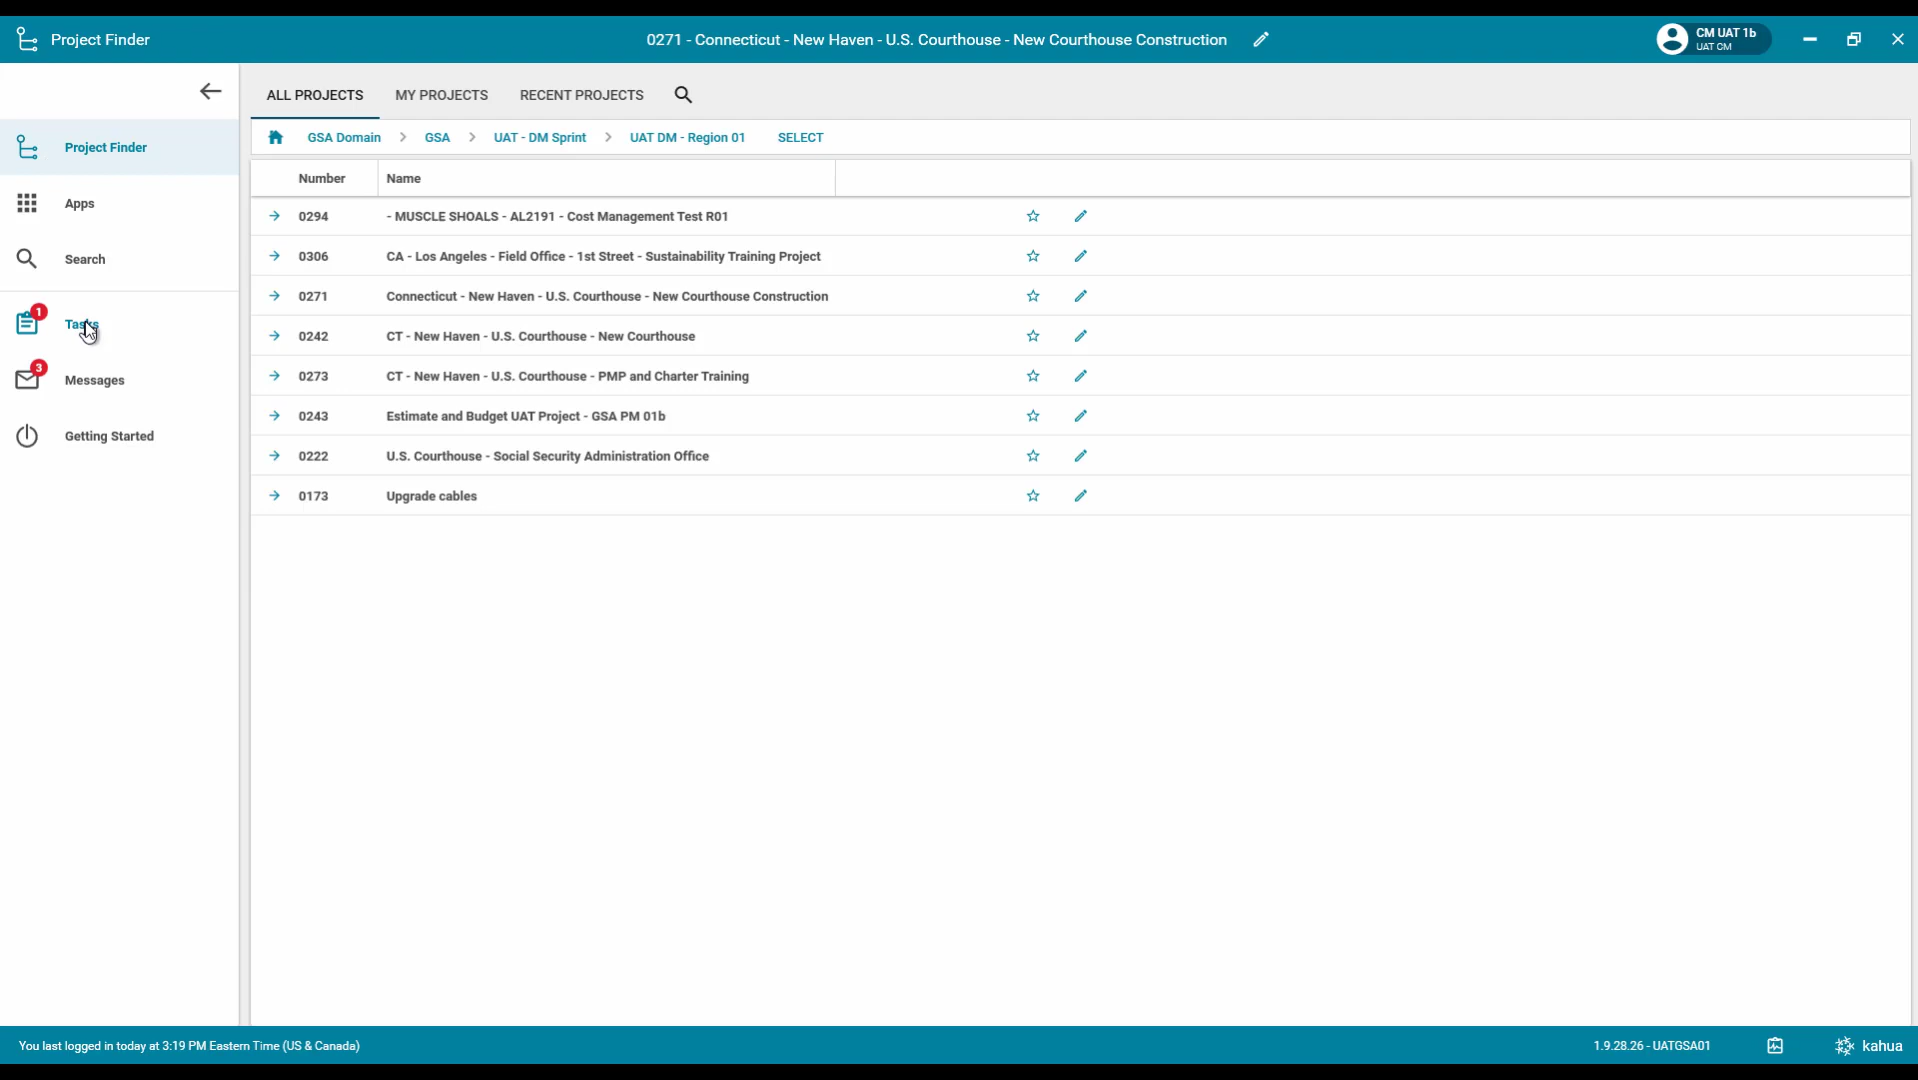 Project Finder
0271 - Connecticut - New Haven - U.S. Courthouse - New Courthouse Construction
CM UAT 1b
UAT CM
ALL PROJECTS MY PROJECTS RECENT PROJECTS
GSA Domain > GSA > UAT - DM Sprint > UAT DM - Region 01 SELECT
Project Finder
Apps
Search
1
Tasks
3
Messages
Getting Started
Number Name
0294 - MUSCLE SHOALS - AL2191 - Cost Management Test R01
0306 CA - Los Angeles - Field Office - 1st Street - Sustainability Training Project
0271 Connecticut - New Haven - U.S. Courthouse - New Courthouse Construction
0242 CT - New Haven - U.S. Courthouse - New Courthouse
0273 CT - New Haven - U.S. Courthouse - PMP and Charter Training
0243 Estimate and Budget UAT Project - GSA PM 01b
0222 U.S. Courthouse - Social Security Administration Office
0173 Upgrade cables
You last logged in today at 3:19 PM Eastern Time (US & Canada)
1.9.28.26 - UATGSA01
kahua